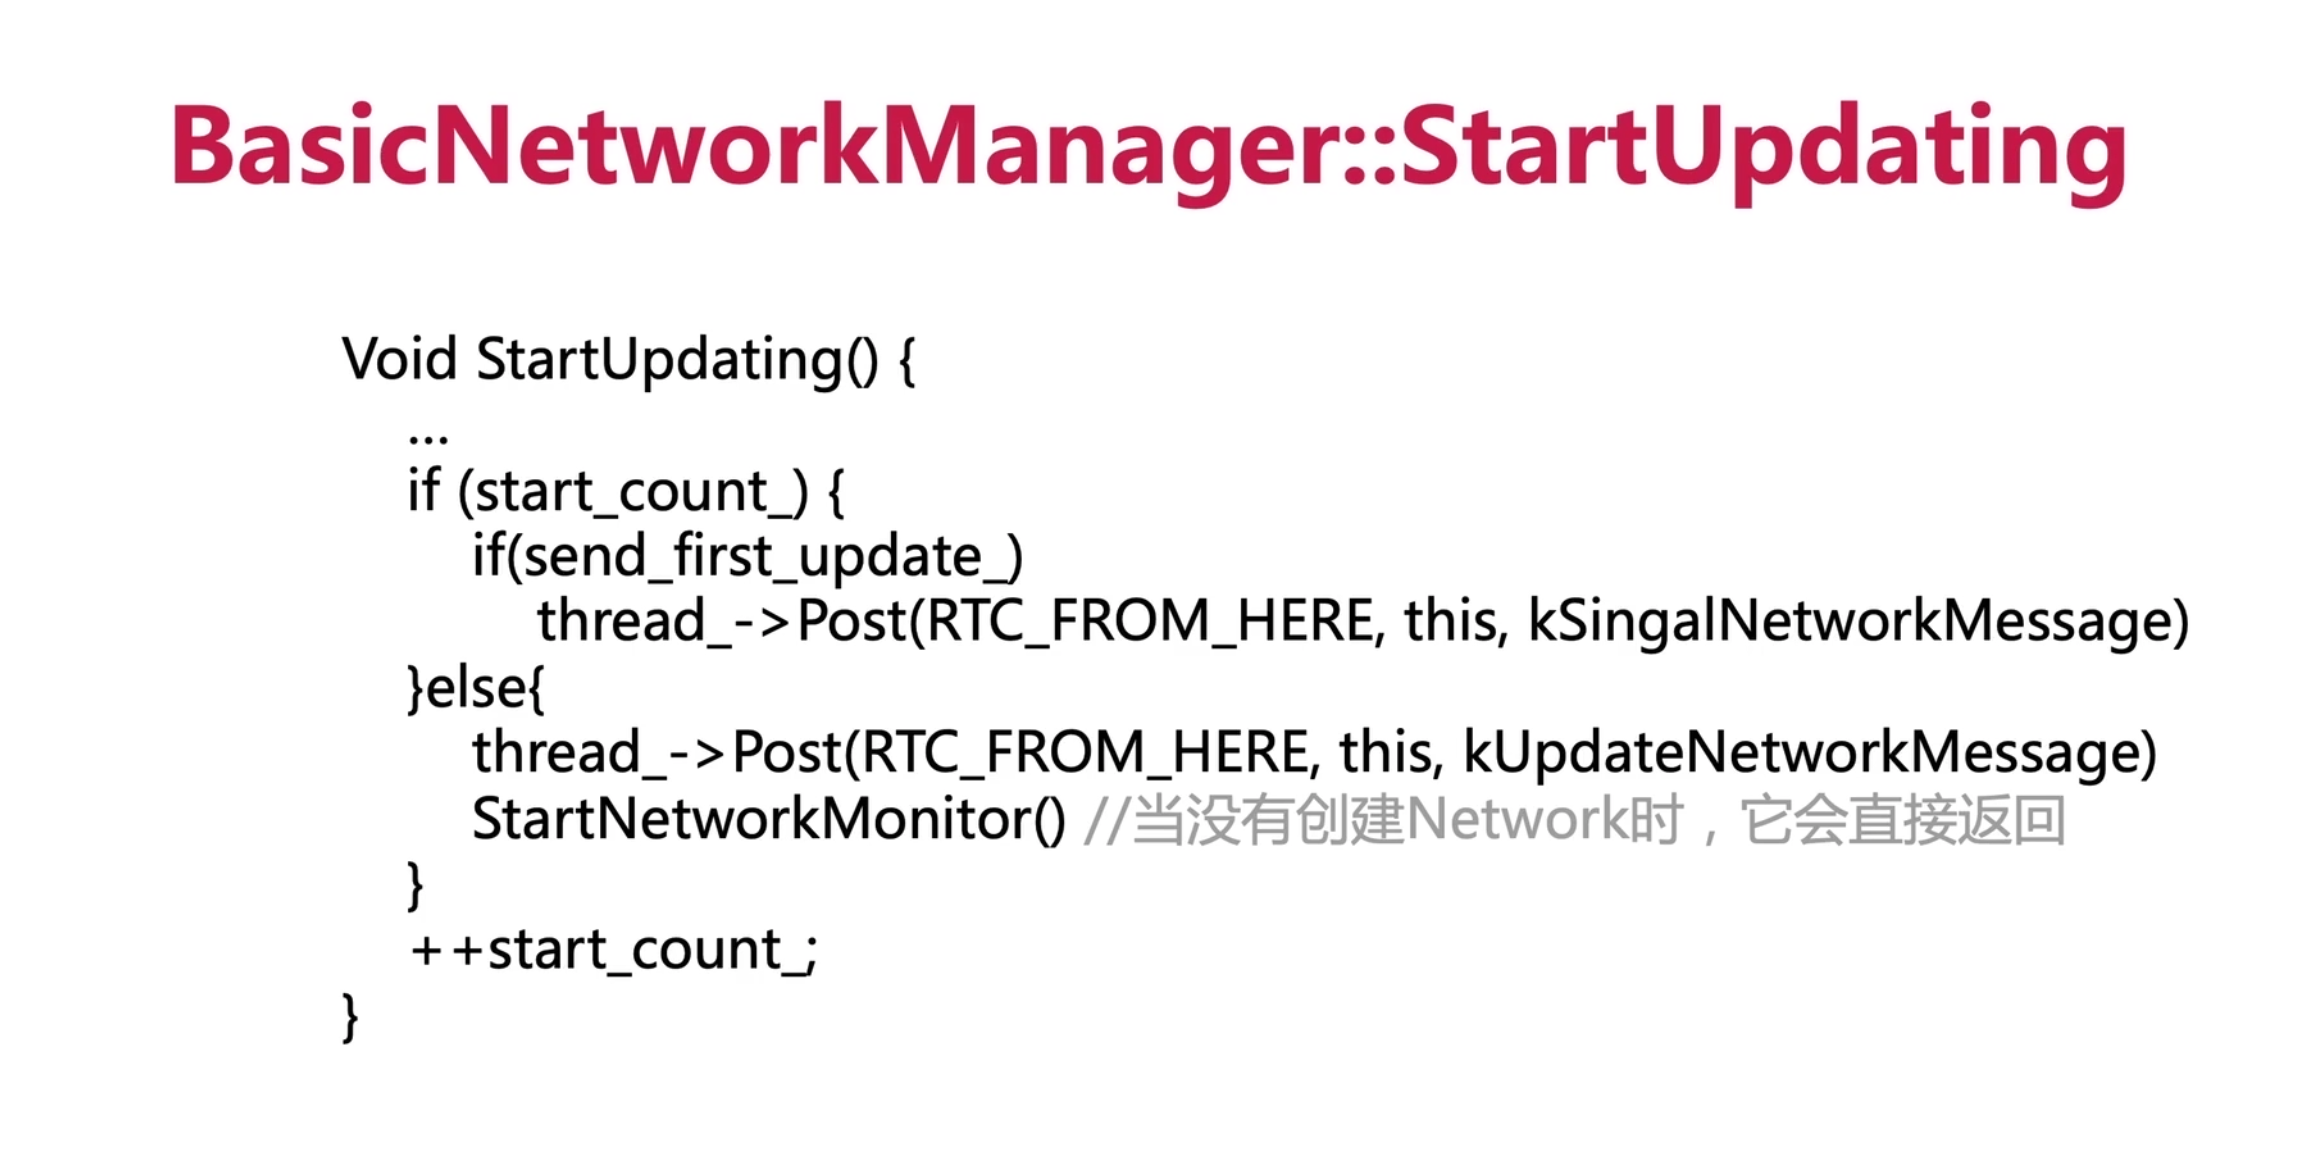 BasicNetworkManager::StartUpdating
Void StartUpdating() {
...
if (start_count_) {
if(send_first_update_)
thread_->Post(RTC_FROM_HERE, this, kSingalNetworkMessage)
}else{
thread_->Post(RTC_FROM_HERE, this, kUpdateNetworkMessage)
StartNetworkMonitor() //当没有创建Network时，它会直接返回
}
++start_count_;
}